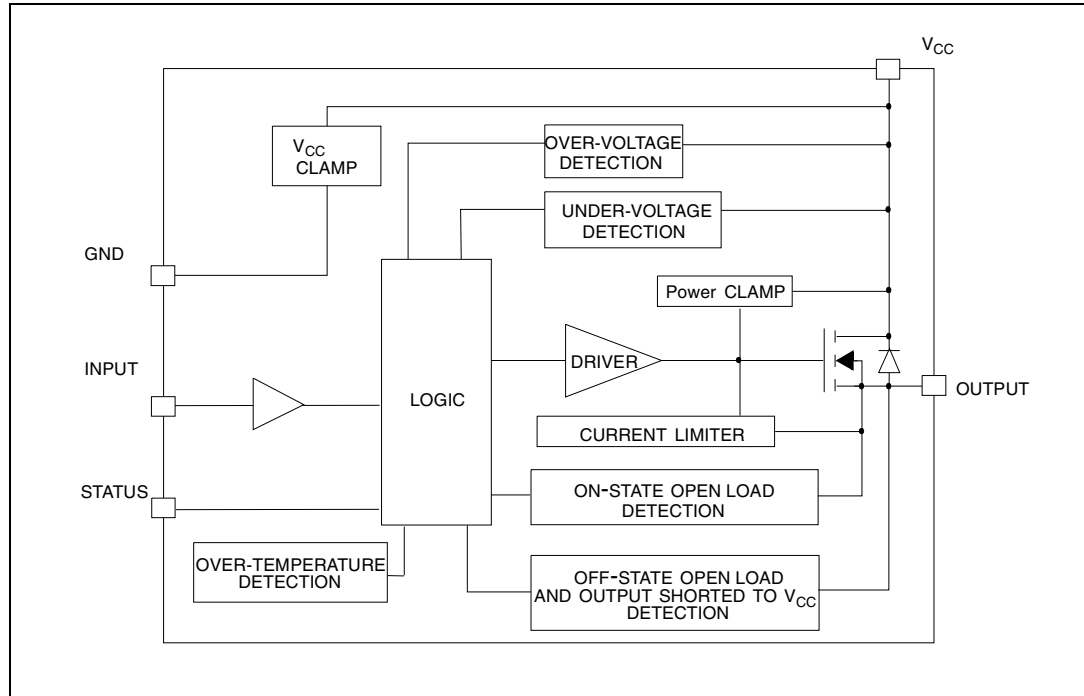 VCC
VCC
CLAMP
OVER-VOLTAGE
DETECTION
UNDER-VOLTAGE
DETECTION
GND
Power CLAMP
INPUT
DRIVER
LOGIC
OUTPUT
CURRENT LIMITER
STATUS
ON-STATE OPEN LOAD
DETECTION
OVER-TEMPERATURE
DETECTION
OFF-STATE OPEN LOAD
AND OUTPUT SHORTED TO VCC
DETECTION